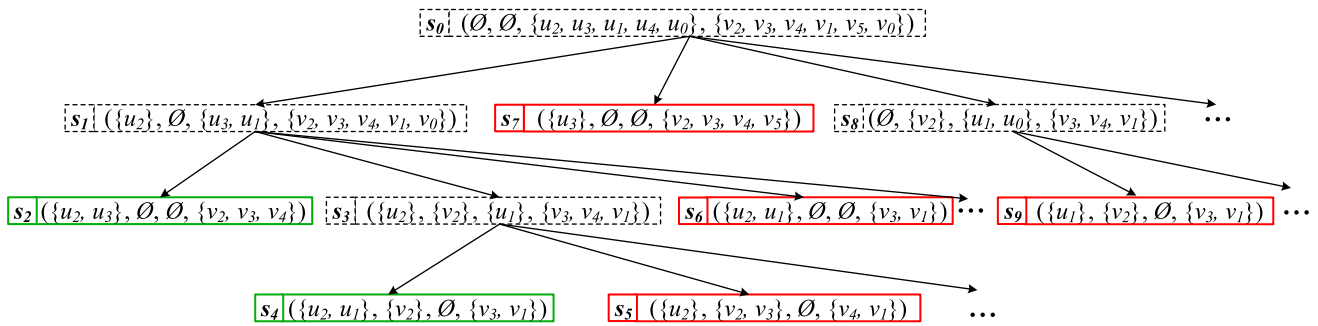 s0 (Ø, Ø, {u2, u3, u1, u4, u0}, {v2, v3, v4, v1, v5, v0})
s1 ({u2}, Ø, {u3, u1}, {v2, v3, v4, v1, v0}) s7 ({u3}, Ø, Ø, {v2, v3, v4, v5}) s8 (Ø, {v2}, {u1, u0}, {v3, v4, v1}) ...
s2 ({u2, u3}, Ø, Ø, {v2, v3, v4}) s3 ({u2}, {v2}, {u1}, {v3, v4, v1}) s6 ({u2, u1}, Ø, Ø, {v3, v1}) ... s9 ({u1}, {v2}, Ø, {v3, v1}) ...
s4 ({u2, u1}, {v2}, Ø, {v3, v1}) s5 ({u2}, {v2, v3}, Ø, {v4, v1}) ...